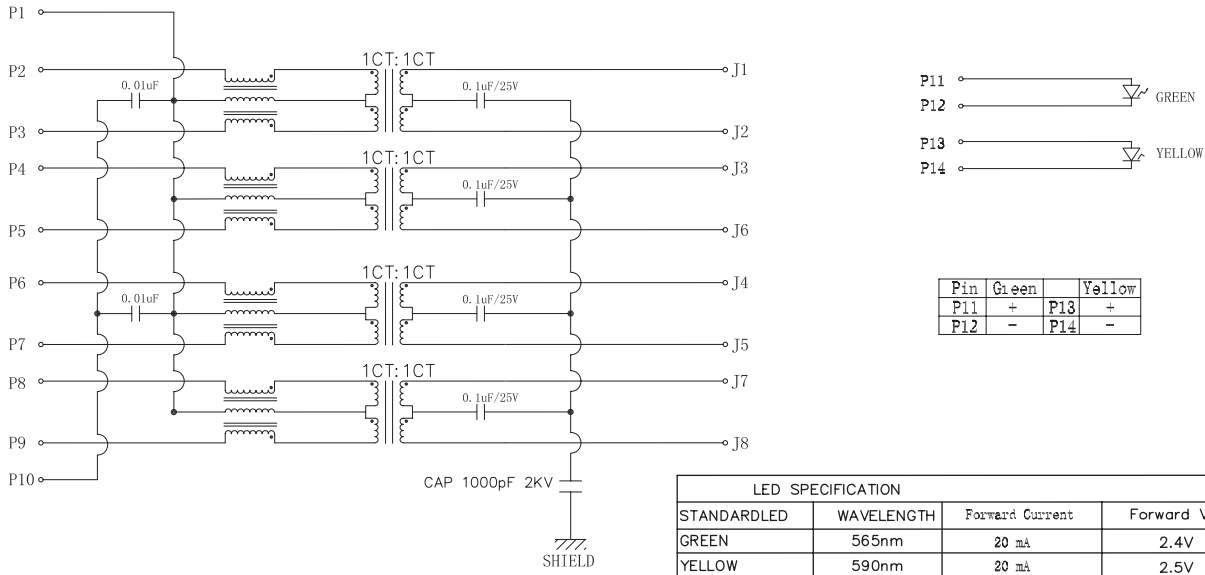 P1
P2
1CT: 1CT
J1
0.01uF
0.1uF/25V
P3
J2
P4
1CT: 1CT
J3
0.1uF/25V
P5
J6
P6
1CT: 1CT
J4
0.01uF
0.1uF/25V
P7
J5
P8
1CT: 1CT
J7
0.1uF/25V
P9
J8
P10
CAP 1000pF 2KV
SHIELD
P11
P12
GREEN
P13
P14
YELLOW
Pin Green Yellow
P11 + P13 +
P12 - P14 -
LED SPECIFICATION
STANDARDLED WAVELENGTH Forward Current Forward V
GREEN 565nm 20 mA 2.4V
YELLOW 590nm 20 mA 2.5V